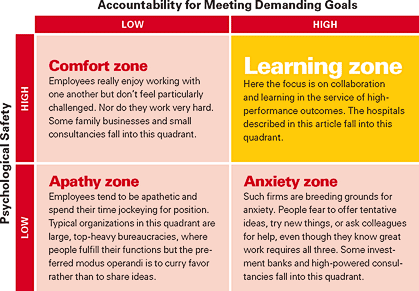 Accountability for Meeting Demanding Goals
LOW
HIGH
Psychological Safety
HIGH
Comfort zone
Employees really enjoy working with
one another but don't feel particularly
challenged. Nor do they work very hard.
Some family businesses and small
consultancies fall into this quadrant.
Learning zone
Here the focus is on collaboration
and learning in the service of high-
performance outcomes. The hospitals
described in this article fall into this
quadrant.
LOW
Apathy zone
Employees tend to be apathetic and
spend their time jockeying for position.
Typical organizations in this quadrant are
large, top-heavy bureaucracies, where
people fulfill their functions but the pre-
ferred modus operandi is to curry favor
rather than to share ideas.
Anxiety zone
Such firms are breeding grounds for
anxiety. People fear to offer tentative
ideas, try new things, or ask colleagues
for help, even though they know great
work requires all three. Some invest-
ment banks and high-powered consul-
tancies fall into this quadrant.